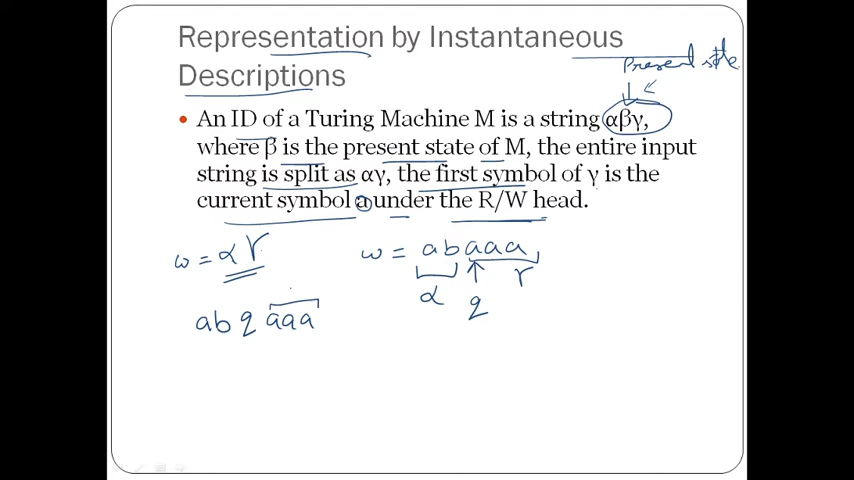 Representation by Instantaneous
Descriptions
Present state
• An ID of a Turing Machine M is a string αβγ,
where β is the present state of M, the entire input
string is split as αγ, the first symbol of γ is the
current symbol a under the R/W head.
ω = αγ
ω = abaaa
α γ
q
ab q aaa